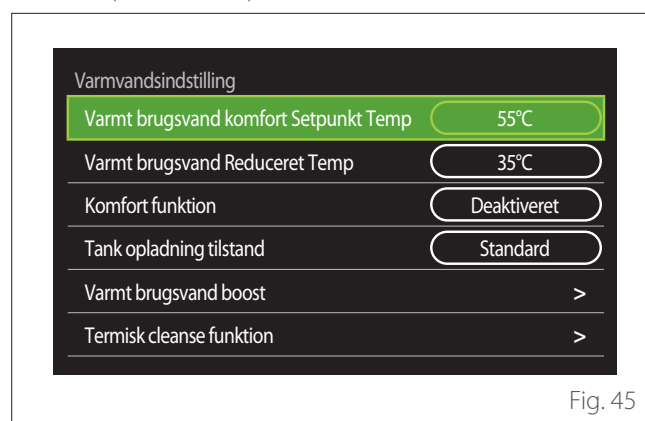 Varmvandsindstilling
Varmt brugsvand komfort Setpunkt Temp 55°C
Varmt brugsvand Reduceret Temp 35°C
Komfort funktion Deaktiveret
Tank opladning tilstand Standard
Varmt brugsvand boost >
Termisk cleanse funktion >
Fig. 45